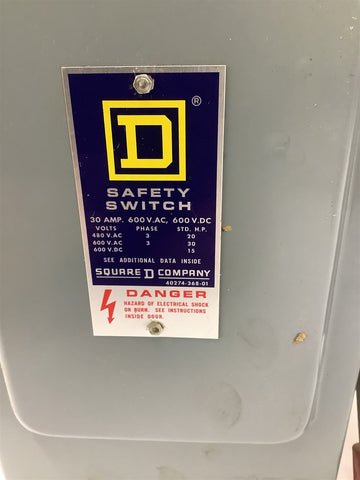 D
®
SAFETY
SWITCH
30 AMP. 600 V.AC, 600 V.DC
VOLTS PHASE STD. H.P.
480 V.AC 3 20
600 V.AC 3 30
600 V.DC 15
SEE ADDITIONAL DATA INSIDE
SQUARE D COMPANY
40274-368-01
DANGER
HAZARD OF ELECTRICAL SHOCK
OR BURN. SEE INSTRUCTIONS
INSIDE DOOR.